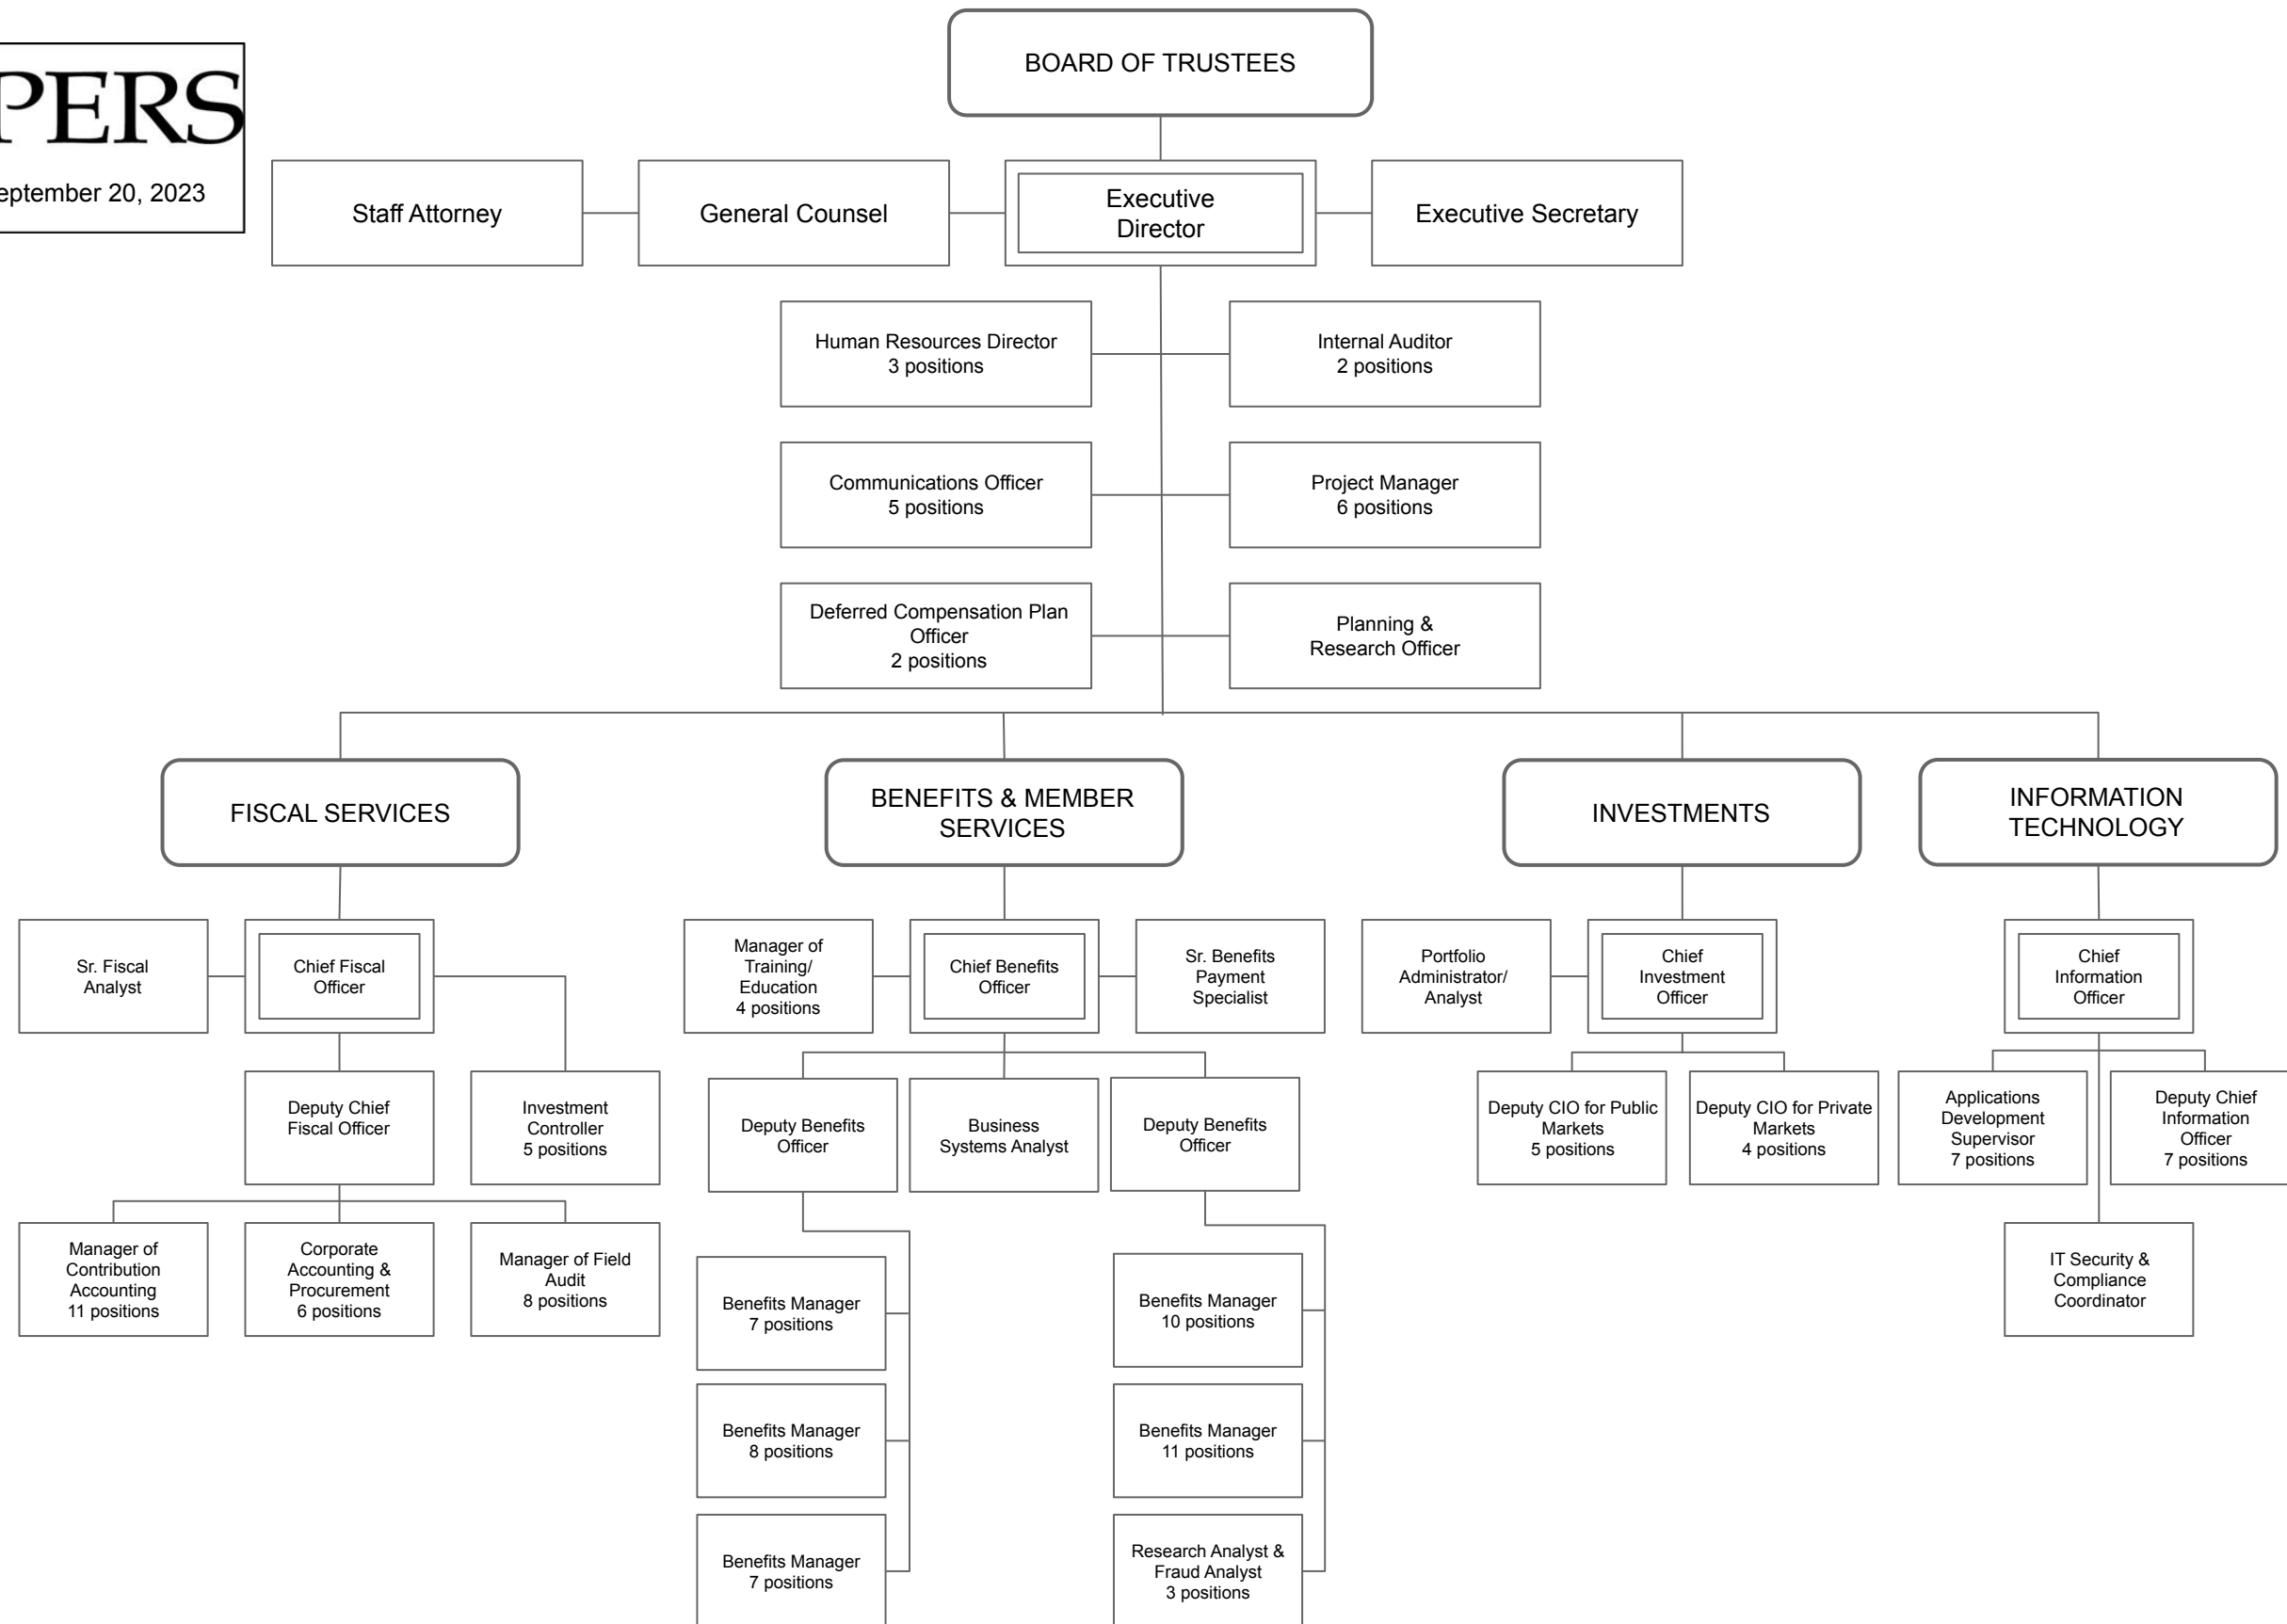 BOARD OF TRUSTEES
PERS
eptember 20, 2023
Staff Attorney
General Counsel
Executive
Director
Executive Secretary
Human Resources Director
3 positions
Internal Auditor
2 positions
Communications Officer
5 positions
Project Manager
6 positions
Deferred Compensation Plan
Officer
2 positions
Planning &
Research Officer
FISCAL SERVICES
BENEFITS & MEMBER
SERVICES
INVESTMENTS
INFORMATION
TECHNOLOGY
Sr. Fiscal
Analyst
Chief Fiscal
Officer
Manager of
Training/
Education
4 positions
Chief Benefits
Officer
Sr. Benefits
Payment
Specialist
Portfolio
Administrator/
Analyst
Chief
Investment
Officer
Chief
Information
Officer
Deputy Chief
Fiscal Officer
Investment
Controller
5 positions
Deputy Benefits
Officer
Business
Systems Analyst
Deputy Benefits
Officer
Deputy CIO for Public
Markets
5 positions
Deputy CIO for Private
Markets
4 positions
Applications
Development
Supervisor
7 positions
Deputy Chief
Information
Officer
7 positions
Manager of
Contribution
Accounting
11 positions
Corporate
Accounting &
Procurement
6 positions
Manager of Field
Audit
8 positions
Benefits Manager
7 positions
Benefits Manager
10 positions
IT Security &
Compliance
Coordinator
Benefits Manager
8 positions
Benefits Manager
11 positions
Benefits Manager
7 positions
Research Analyst &
Fraud Analyst
3 positions